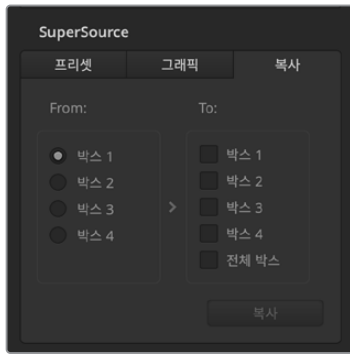 SuperSource
프리셋 그래픽 복사
From: To:
박스 1 박스 1
박스 2 박스 2
박스 3 > 박스 3
박스 4 박스 4
전체 박스
복사